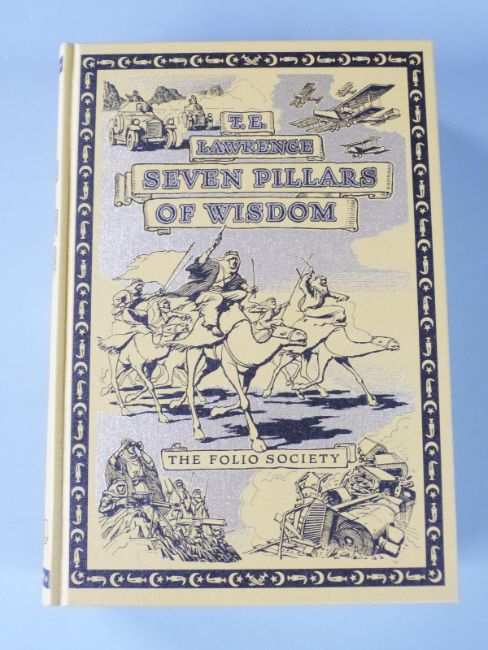 T. E.
LAWRENCE
SEVEN PILLARS
OF WISDOM
THE FOLIO SOCIETY